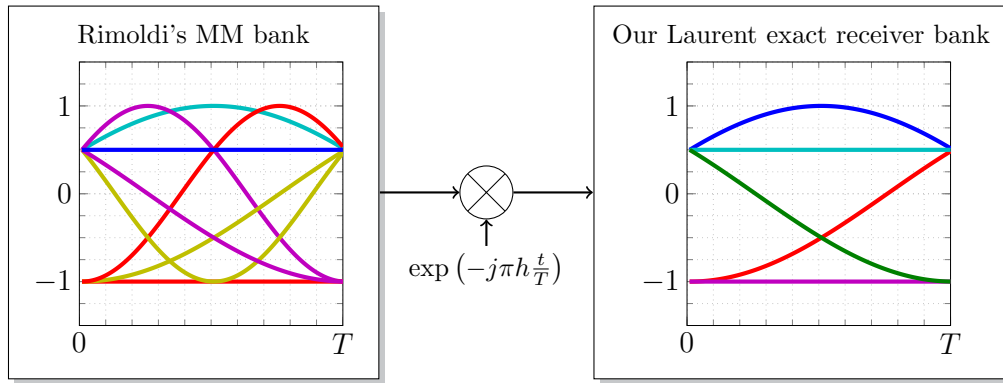 Rimoldi's MM bank
1
0
−1
0 T
exp (−jπh t/T)
Our Laurent exact receiver bank
1
0
−1
0 T